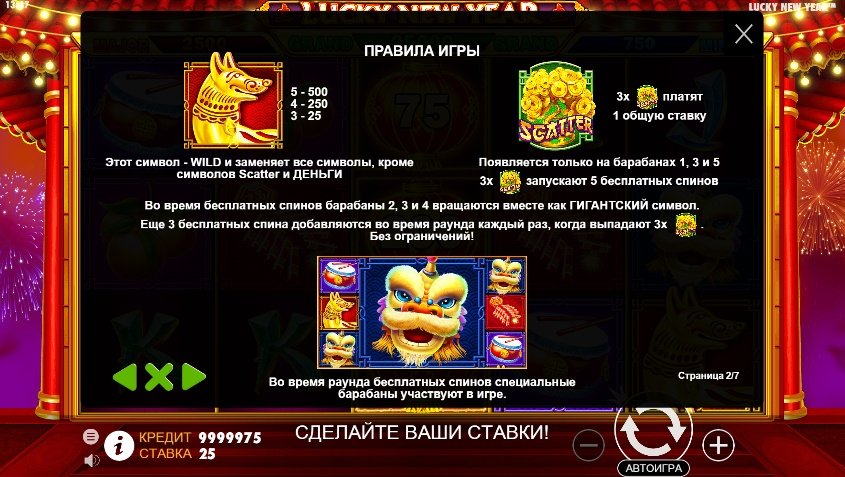 LUCKY NEW YEAR
LUCKY NEW YEAR™
ПРАВИЛА ИГРЫ
5 - 500
4 - 250
3 - 25
Этот символ - WILD и заменяет все символы, кроме
символов Scatter и ДЕНЬГИ
SCATTER
3x платят
1 общую ставку
Появляется только на барабанах 1, 3 и 5
3x запускают 5 бесплатных спинов
Во время бесплатных спинов барабаны 2, 3 и 4 вращаются вместе как ГИГАНТСКИЙ символ.
Еще 3 бесплатных спина добавляются во время раунда каждый раз, когда выпадают 3x .
Без ограничений!
Во время раунда бесплатных спинов специальные
барабаны участвуют в игре.
Страница 2/7
КРЕДИТ 9999975
СТАВКА 25
СДЕЛАЙТЕ ВАШИ СТАВКИ!
АВТОИГРА